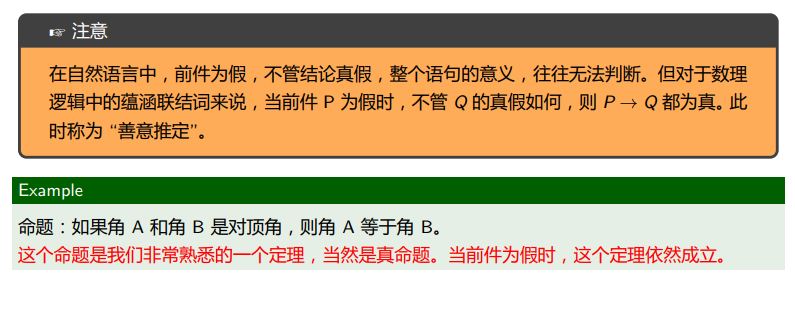 ☞ 注意
在自然语言中，前件为假，不管结论真假，整个语句的意义，往往无法判断。但对于数理
逻辑中的蕴涵联结词来说，当前件 P 为假时，不管 Q 的真假如何，则 P → Q 都为真。此
时称为 “善意推定”。
Example
命题：如果角 A 和角 B 是对顶角，则角 A 等于角 B。
这个命题是我们非常熟悉的一个定理，当然是真命题。当前件为假时，这个定理依然成立。